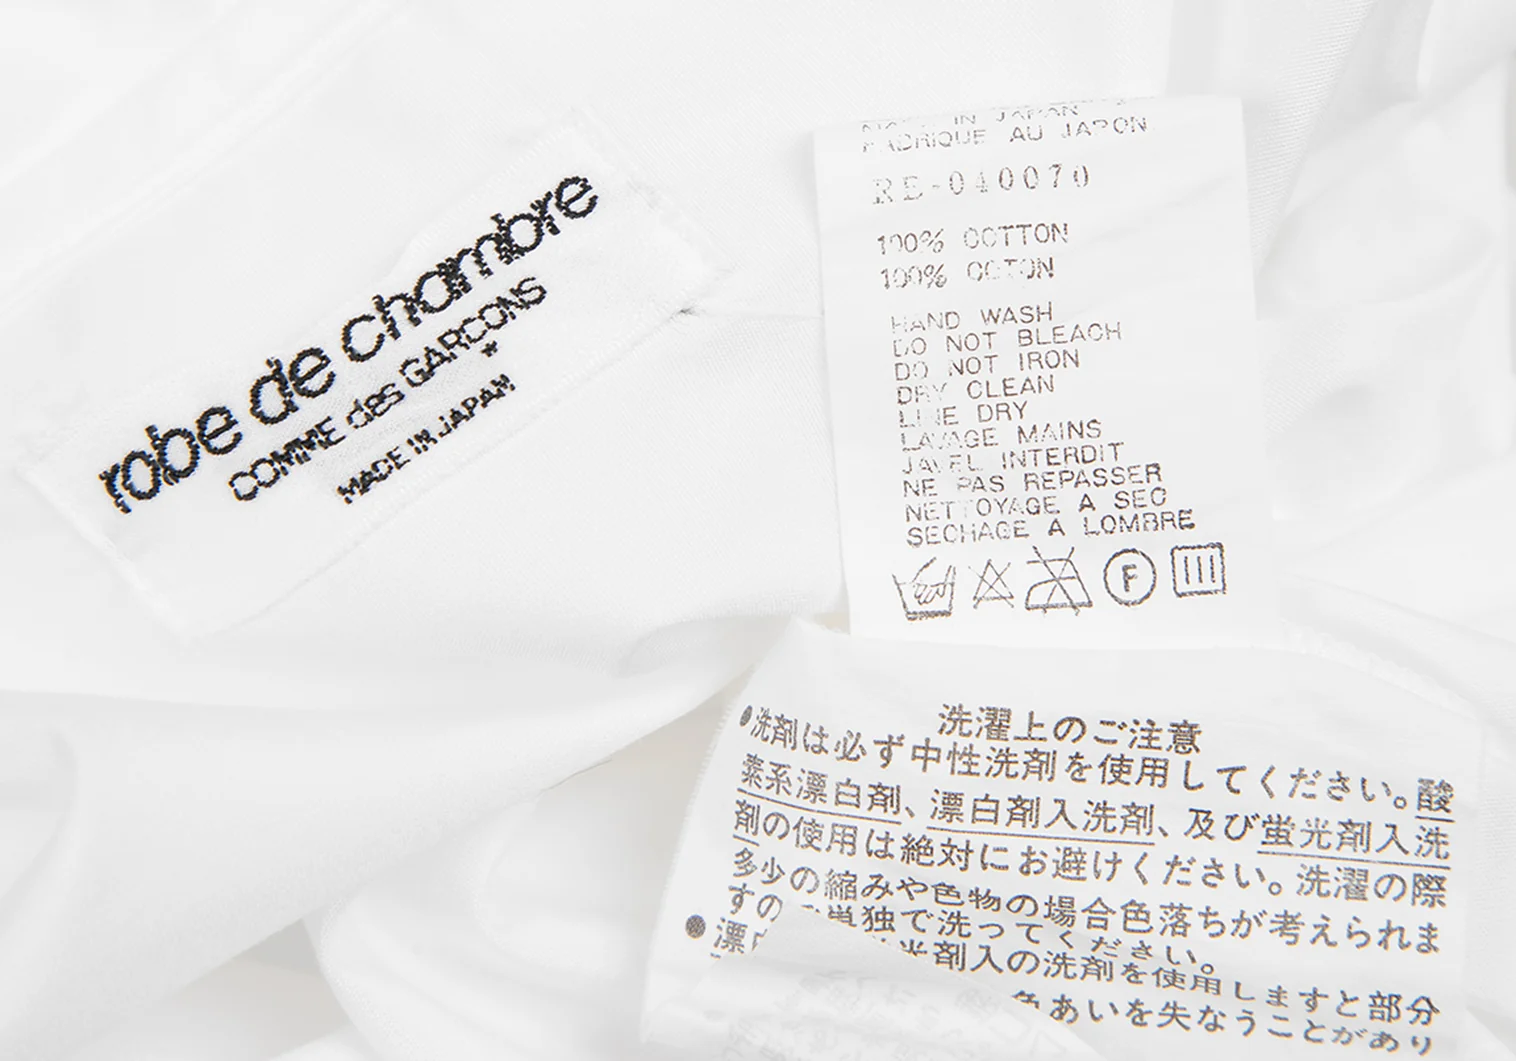 robe de chambre
COMME des GARÇONS
*
MADE IN JAPAN
MADE IN JAPAN
FABRIQUE AU JAPON
RE-040070
100% COTTON
100% COTON
HAND WASH
DO NOT BLEACH
DO NOT IRON
DRY CLEAN
LINE DRY
LAVAGE MAINS
JAVEL INTERDIT
NE PAS REPASSER
NETTOYAGE A SEC
SECHAGE A LOMBRE
F
洗濯上のご注意
●洗剤は必ず中性洗剤を使用してください。酸
素系漂白剤、漂白剤入洗剤、及び蛍光剤入洗
剤の使用は絶対にお避けください。洗濯の際
多少の縮みや色物の場合色落ちが考えられま
すの 単独で洗ってください。
●漂白 光剤入の洗剤を使用しますと部分
色あいを失なうことがあり